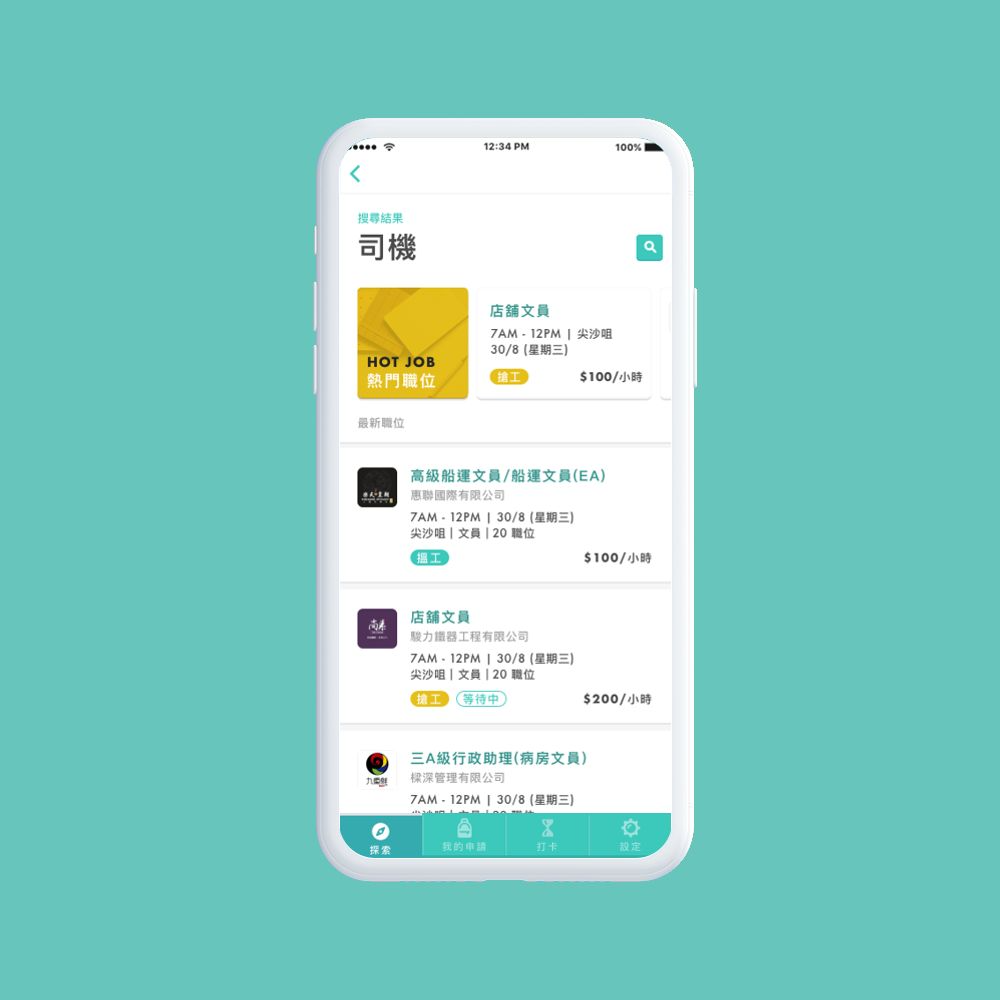 12:34 PM
100%
搜尋結果
司機
HOT JOB
熱門職位
店舖文員
7AM - 12PM | 尖沙咀
30/8 (星期三)
搶工
$100/小時
最新職位
高級船運文員/船運文員(EA)
惠聯國際有限公司
7AM - 12PM | 30/8 (星期三)
尖沙咀 | 文員 | 20 職位
搵工
$100/小時
店舖文員
駿力鐵器工程有限公司
7AM - 12PM | 30/8 (星期三)
尖沙咀 | 文員 | 20 職位
搶工
等待中
$200/小時
三A級行政助理(病房文員)
樑深管理有限公司
7AM - 12PM | 30/8 (星期三)
探索
我的申請
打卡
設定